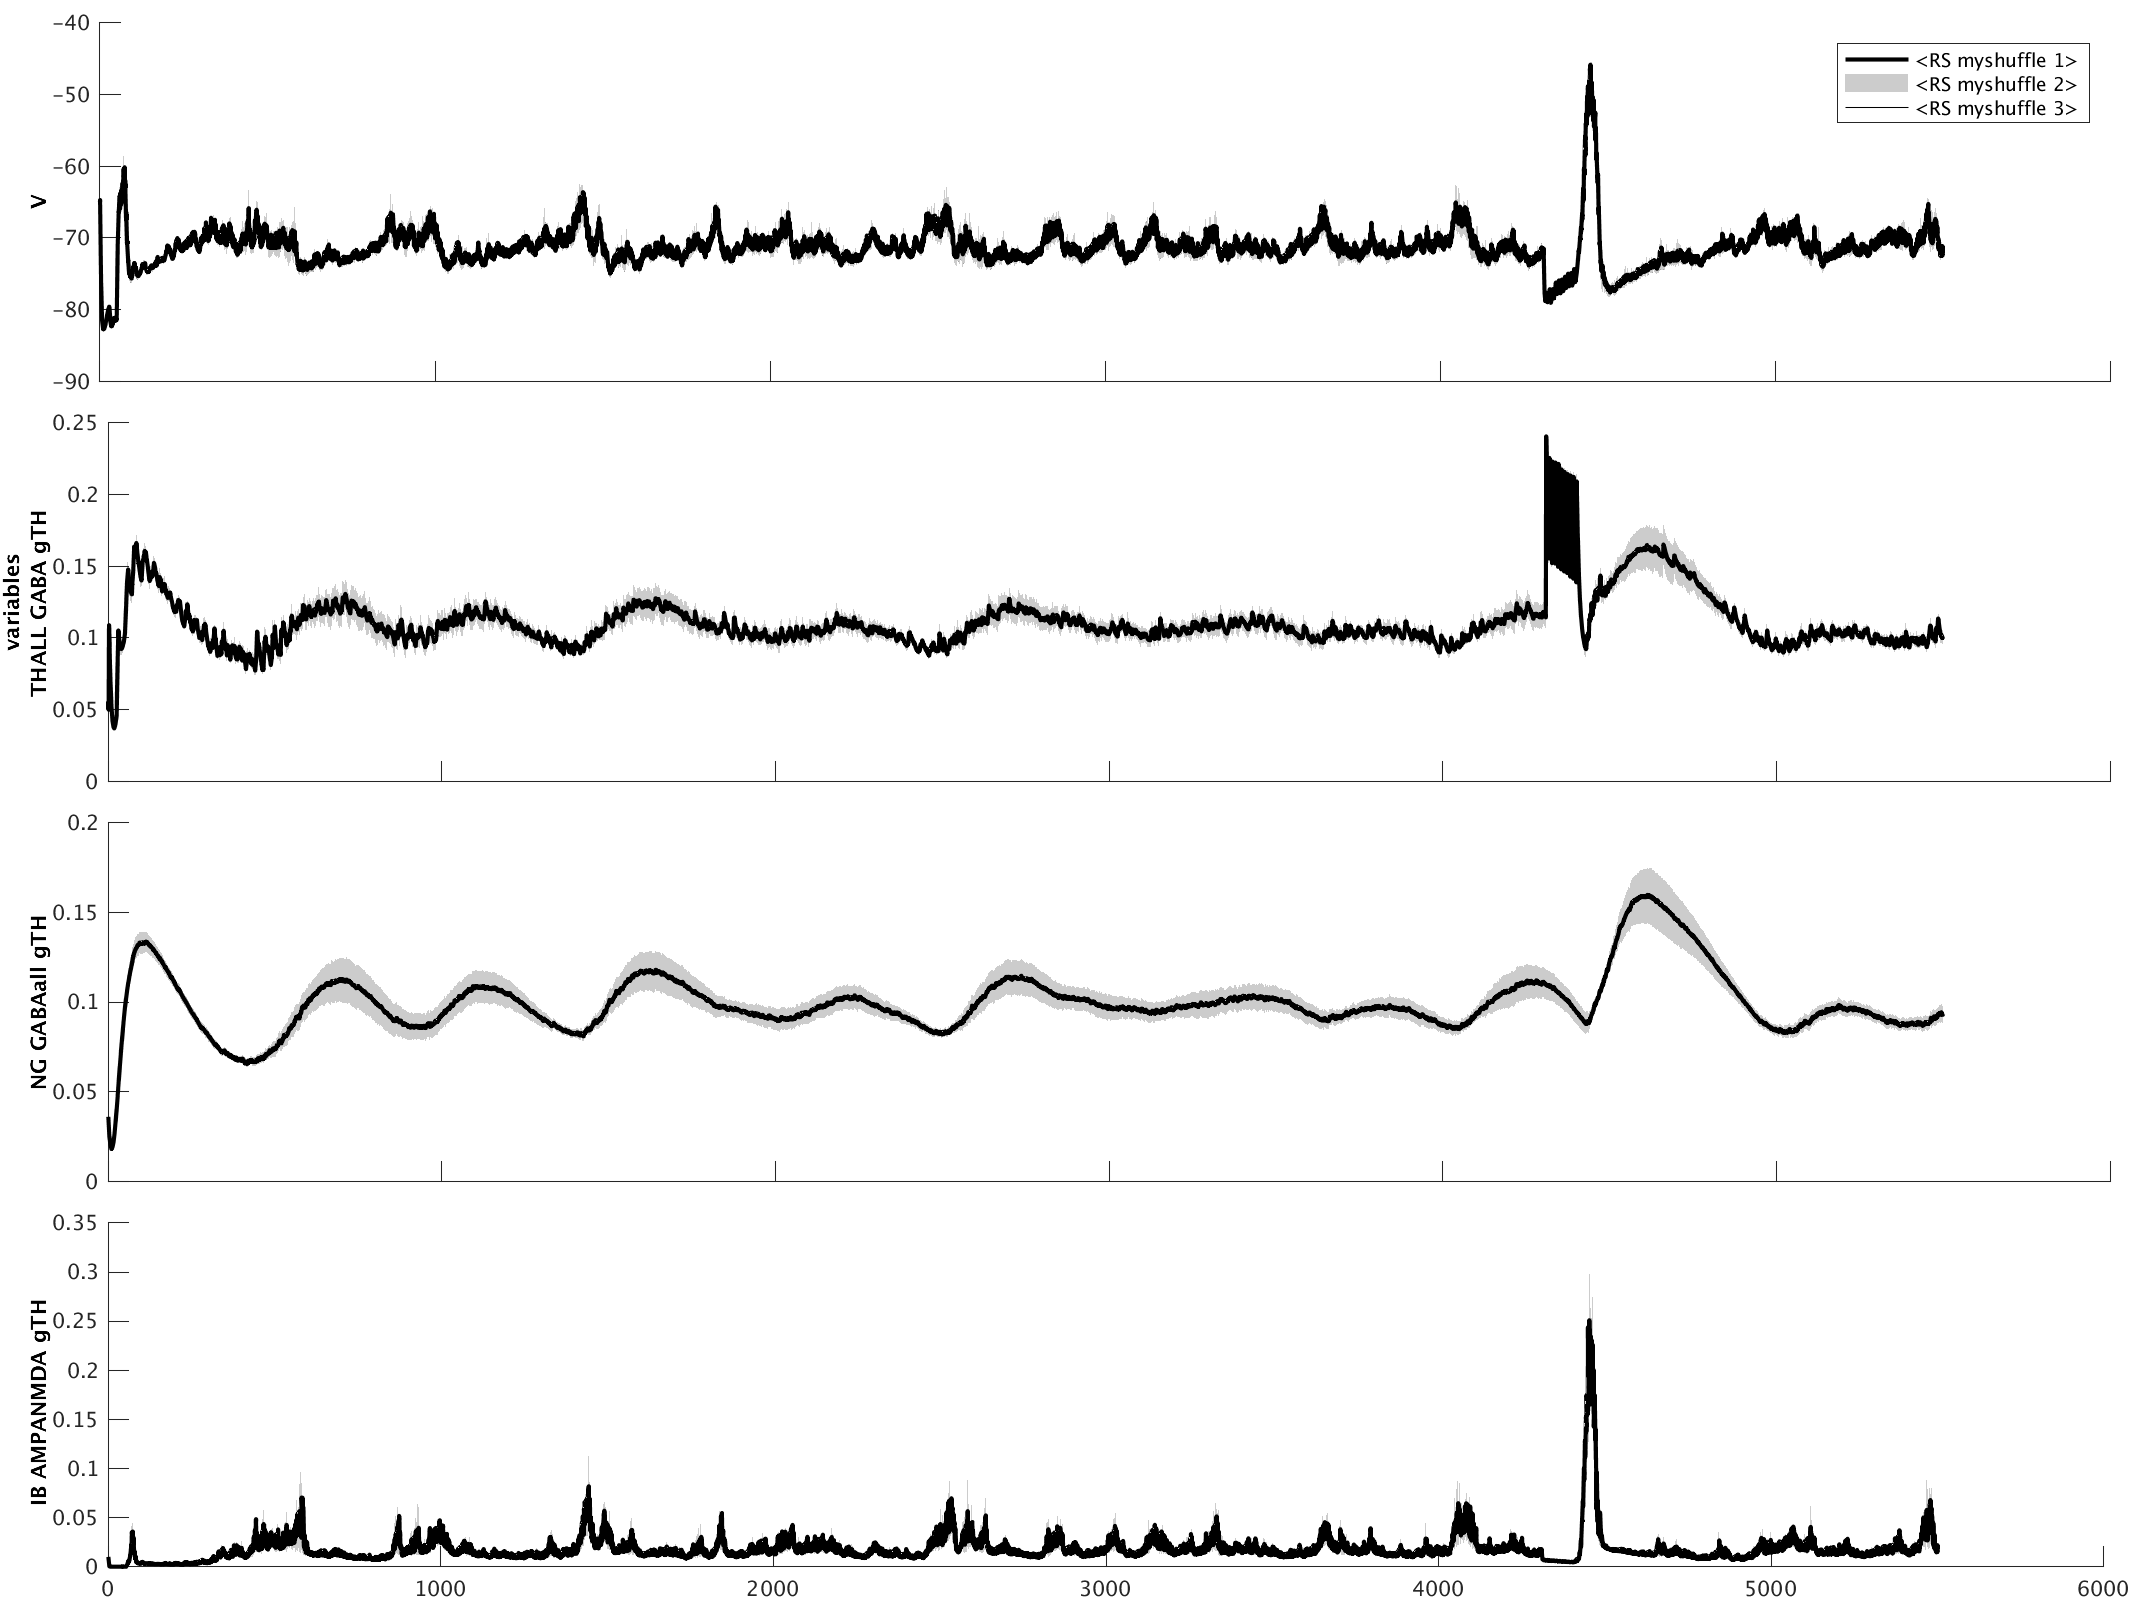 −40
−50
−60
−70
−80
−90
V
<RS myshuffle 1>
<RS myshuffle 2>
<RS myshuffle 3>
0.25
0.2
0.15
0.1
0.05
0
variables
THALL GABA gTH
0.2
0.15
0.1
0.05
0
NG GABAall gTH
0.35
0.3
0.25
0.2
0.15
0.1
0.05
0
IB AMPANMDA gTH
0 1000 2000 3000 4000 5000 6000